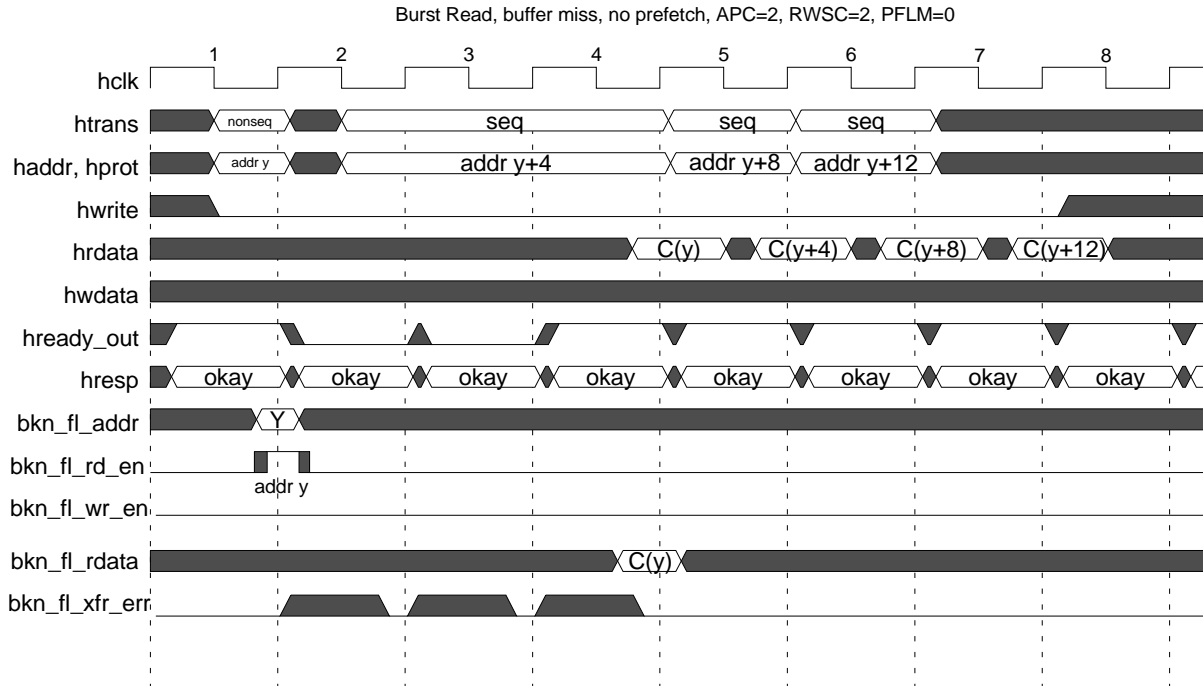 Burst Read, buffer miss, no prefetch, APC=2, RWSC=2, PFLM=0
1 2 3 4 5 6 7 8
hclk
htrans nonseq seq seq seq
haddr, hprot addr y addr y+4 addr y+8 addr y+12
hwrite
hrdata C(y) C(y+4) C(y+8) C(y+12)
hwdata
hready_out
hresp okay okay okay okay okay okay okay okay
bkn_fl_addr Y
bkn_fl_rd_en
addr y
bkn_fl_wr_en
bkn_fl_rdata C(y)
bkn_fl_xfr_err